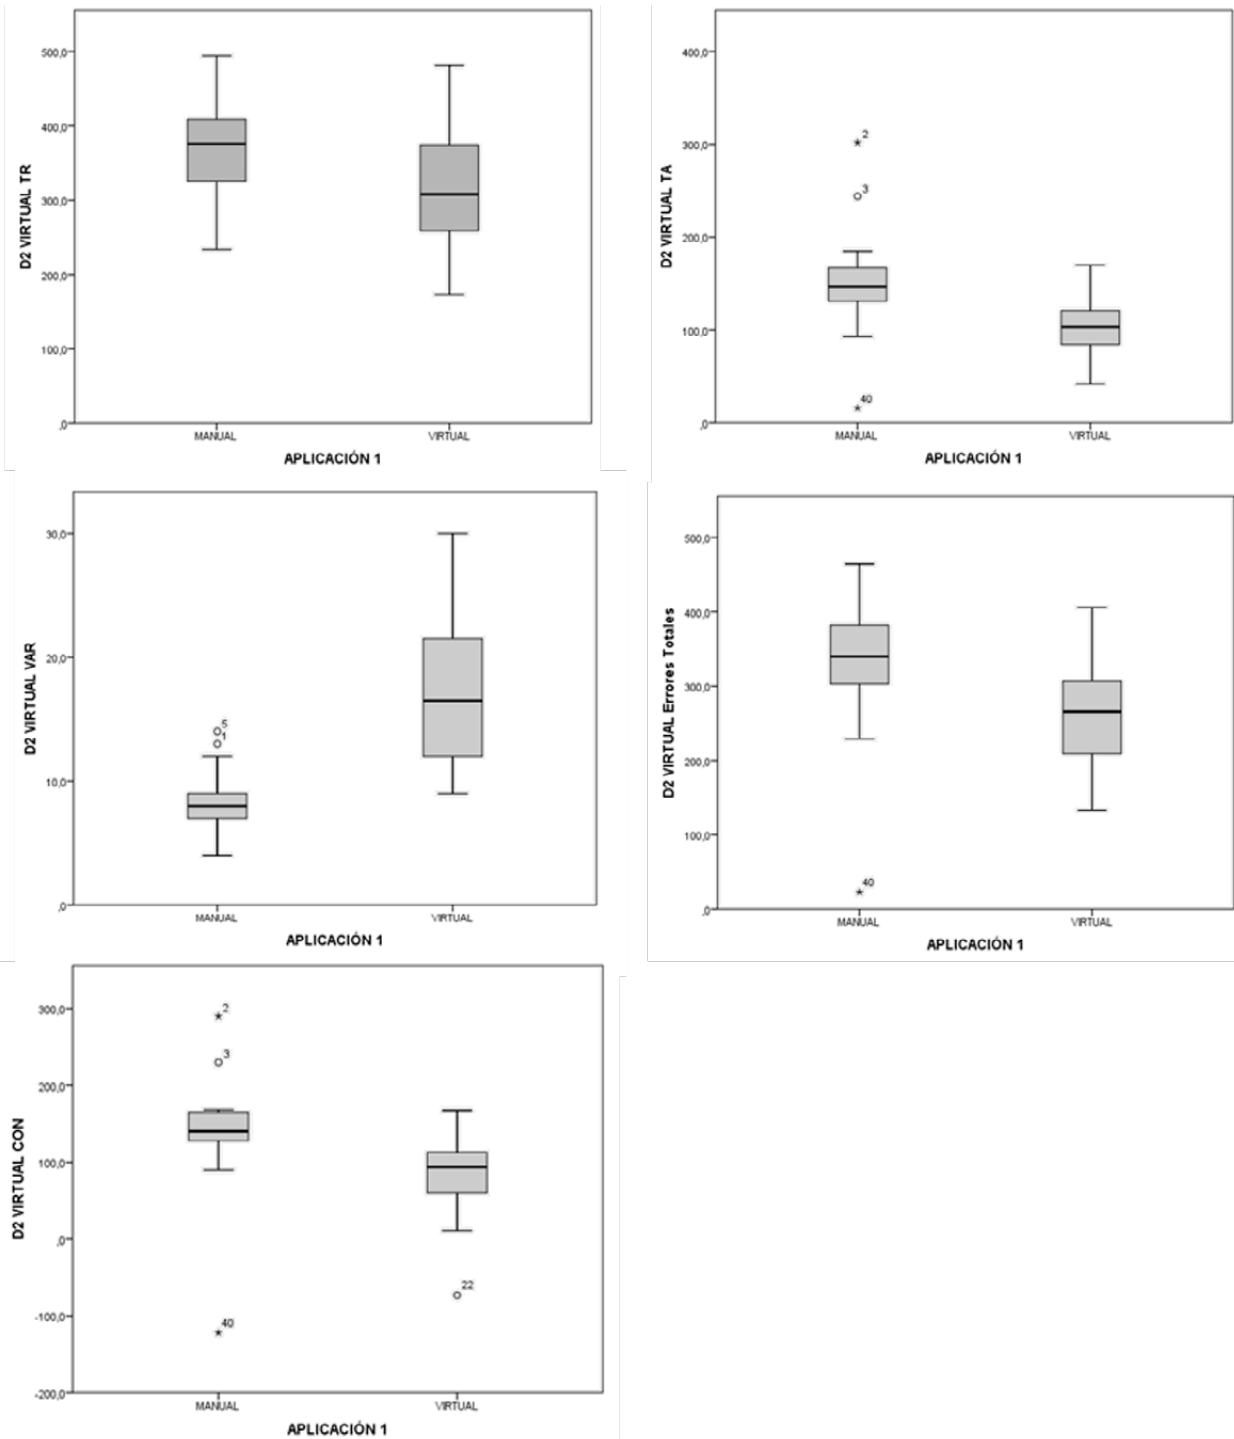 D2 VIRTUAL TR
500,0
400,0
300,0
200,0
100,0
,0
MANUAL
VIRTUAL
APLICACIÓN 1
D2 VIRTUAL TA
400,0
300,0
200,0
100,0
,0
2
3
40
MANUAL
VIRTUAL
APLICACIÓN 1
D2 VIRTUAL VAR
30,0
20,0
10,0
,0
5
1
MANUAL
VIRTUAL
APLICACIÓN 1
D2 VIRTUAL Errores Totales
500,0
400,0
300,0
200,0
100,0
,0
40
MANUAL
VIRTUAL
APLICACIÓN 1
D2 VIRTUAL CON
300,0
200,0
100,0
,0
-100,0
-200,0
2
3
40
22
MANUAL
VIRTUAL
APLICACIÓN 1